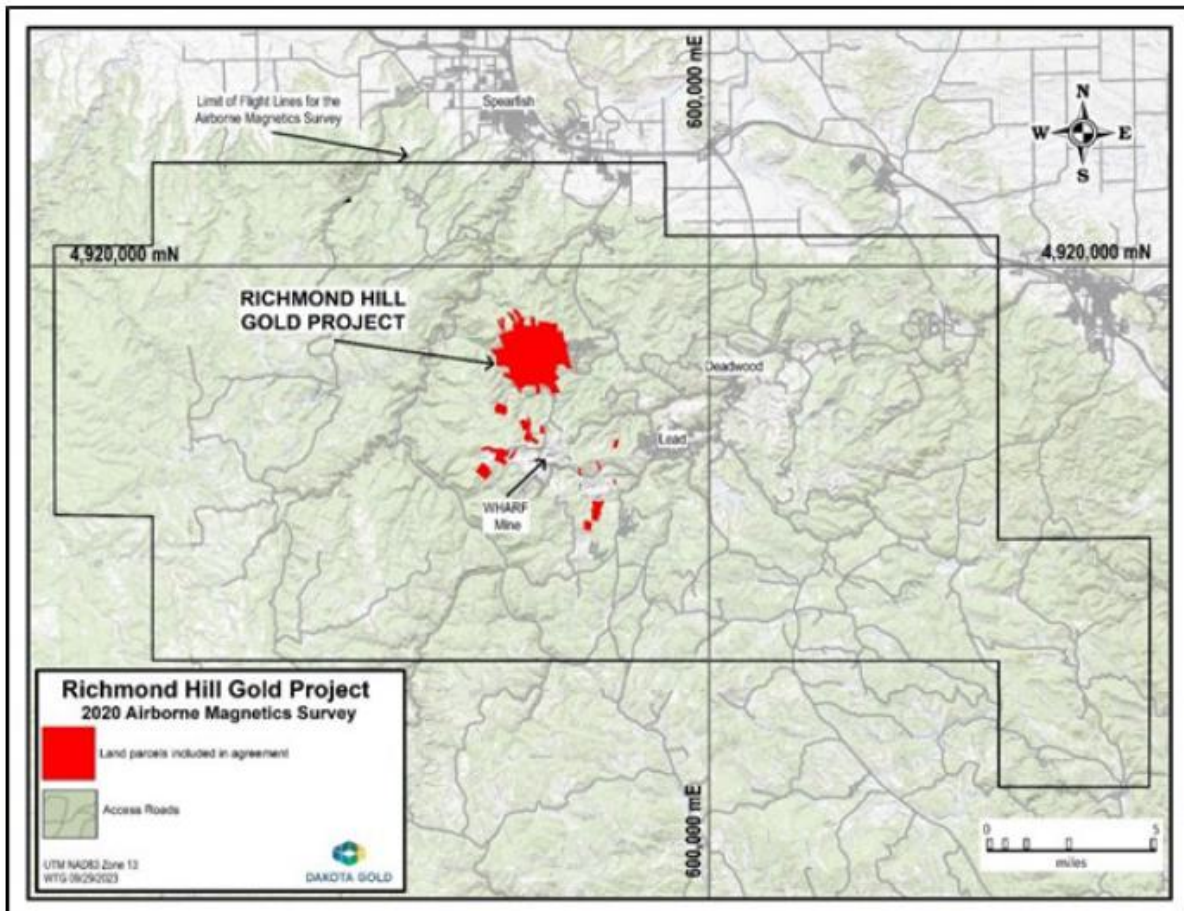 Limit of Flight Lines for the
Airborne Magnetics Survey
Spearfish
600,000 mE
N
W
E
S
4,920,000 mN
4,920,000 mN
RICHMOND HILL
GOLD PROJECT
Deadwood
Lead
WHARF
Mine
600,000 mE
Richmond Hill Gold Project
2020 Airborne Magnetics Survey
Land parcels included in agreement
Access Roads
UTM NAD83 Zone 13
WTG 09/29/2023
DAKOTA GOLD
0
5
miles